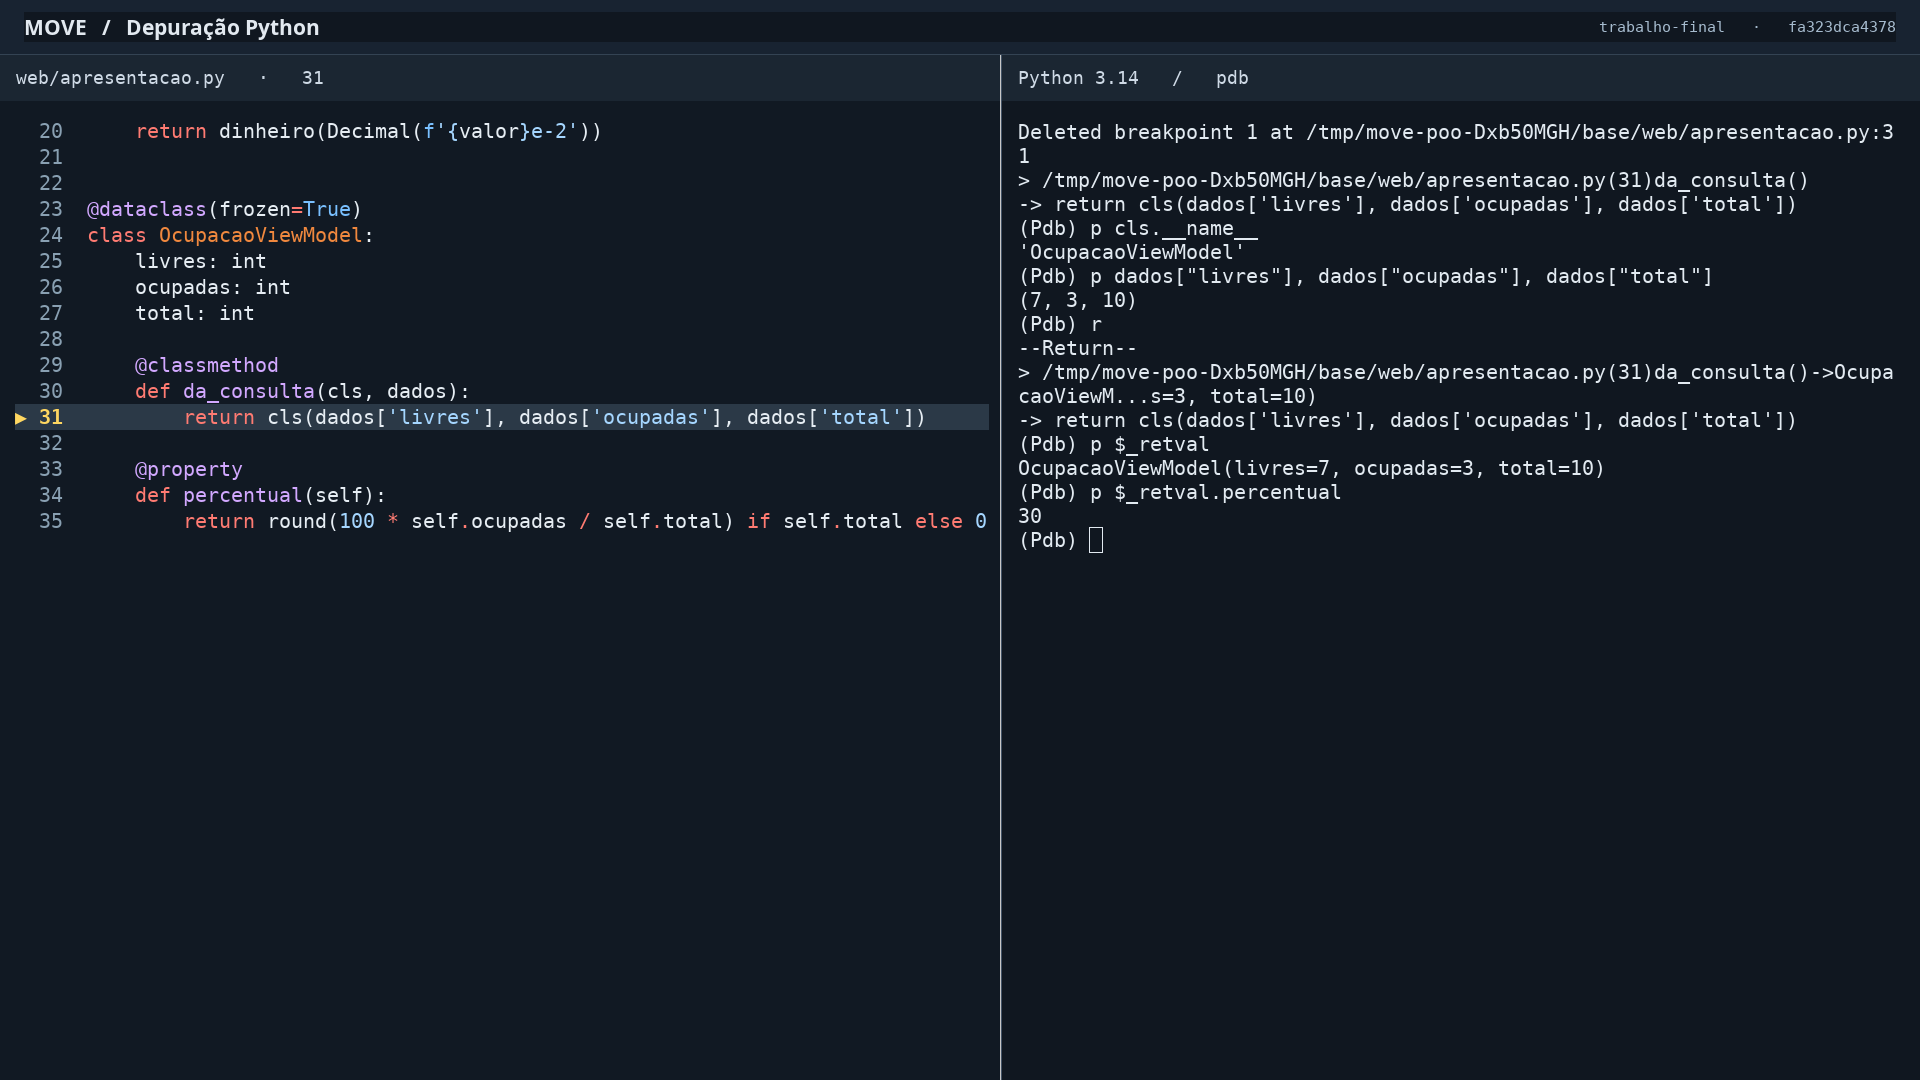 MOVE / Depuração Python
trabalho-final · fa323dca4378
web/apresentacao.py · 31
20     return dinheiro(Decimal(f'{valor}e-2'))
21
22
23 @dataclass(frozen=True)
24 class OcupacaoViewModel:
25     livres: int
26     ocupadas: int
27     total: int
28
29     @classmethod
30     def da_consulta(cls, dados):
▶ 31         return cls(dados['livres'], dados['ocupadas'], dados['total'])
32
33     @property
34     def percentual(self):
35         return round(100 * self.ocupadas / self.total) if self.total else 0
Python 3.14 / pdb
Deleted breakpoint 1 at /tmp/move-poo-Dxb50MGH/base/web/apresentacao.py:3
1
> /tmp/move-poo-Dxb50MGH/base/web/apresentacao.py(31)da_consulta()
-> return cls(dados['livres'], dados['ocupadas'], dados['total'])
(Pdb) p cls.__name__
'OcupacaoViewModel'
(Pdb) p dados["livres"], dados["ocupadas"], dados["total"]
(7, 3, 10)
(Pdb) r
--Return--
> /tmp/move-poo-Dxb50MGH/base/web/apresentacao.py(31)da_consulta()->Ocupa
caoViewM...s=3, total=10)
-> return cls(dados['livres'], dados['ocupadas'], dados['total'])
(Pdb) p $_retval
OcupacaoViewModel(livres=7, ocupadas=3, total=10)
(Pdb) p $_retval.percentual
30
(Pdb)